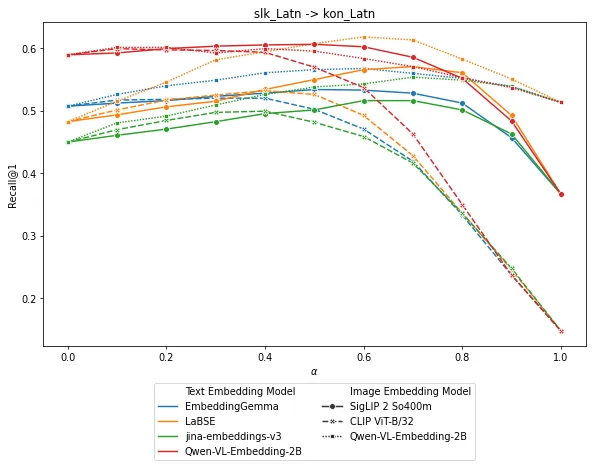 slk_Latn -> kon_Latn
Recall@1
0.6
0.5
0.4
0.3
0.2
0.0 0.2 0.4 0.6 0.8 1.0
α
Text Embedding Model
EmbeddingGemma
LaBSE
jina-embeddings-v3
Qwen-VL-Embedding-2B
Image Embedding Model
SigLIP 2 So400m
CLIP ViT-B/32
Qwen-VL-Embedding-2B